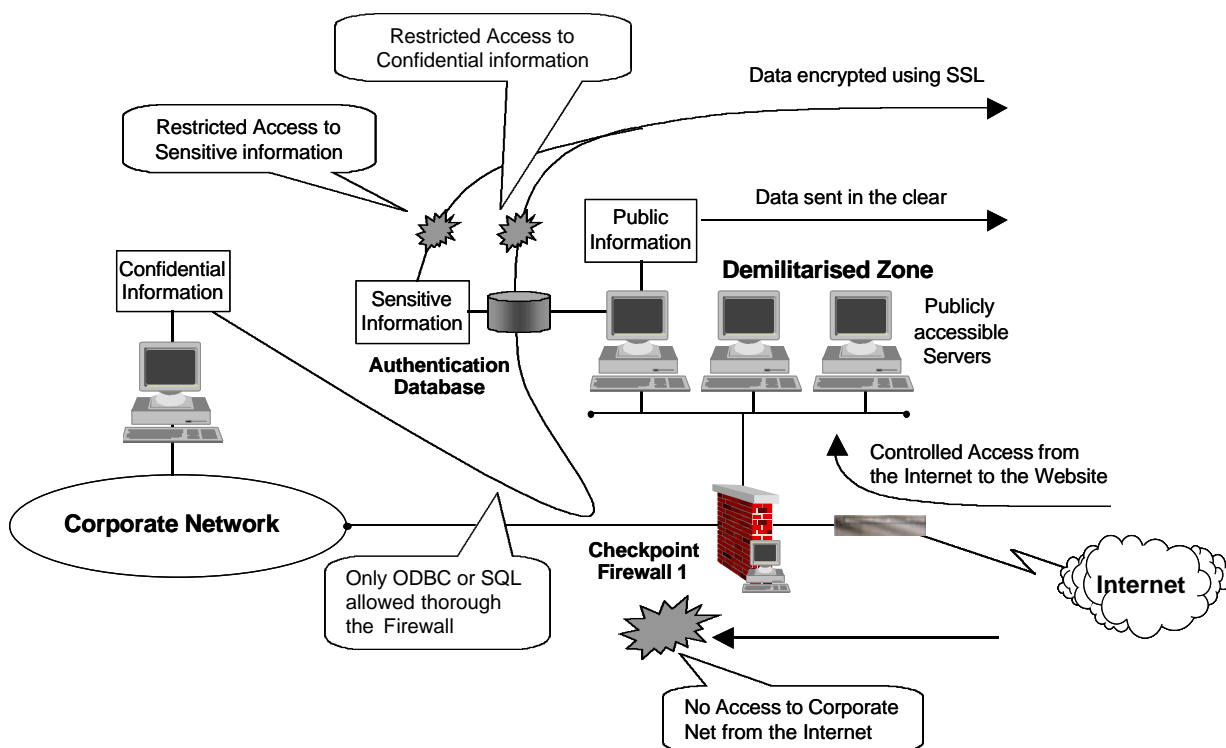 Restricted Access to
Confidential information
Data encrypted using SSL
Restricted Access to
Sensitive information
Data sent in the clear
Public
Information
Confidential
Information
Demilitarised Zone
Sensitive
Information
Publicly
accessible
Servers
Authentication
Database
Controlled Access from
the Internet to the Website
Corporate Network
Checkpoint
Firewall 1
Internet
Only ODBC or SQL
allowed thorough
the Firewall
No Access to Corporate
Net from the Internet